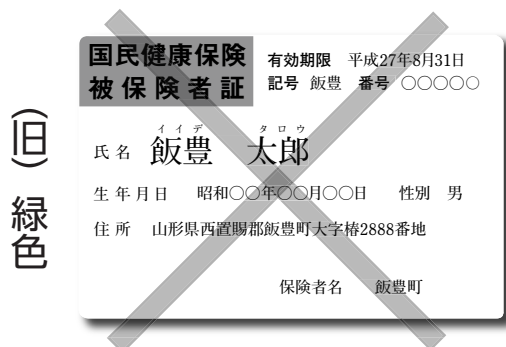 (旧) 緑色
国民健康保険
被保険者証
有効期限 平成27年8月31日
記号 飯豊 番号 ○○○○○
イイデ タロウ
氏名 飯豊 太郎
生年月日 昭和○○年○○月○○日 性別 男
住所 山形県西置賜郡飯豊町大字椿2888番地
保険者名 飯豊町